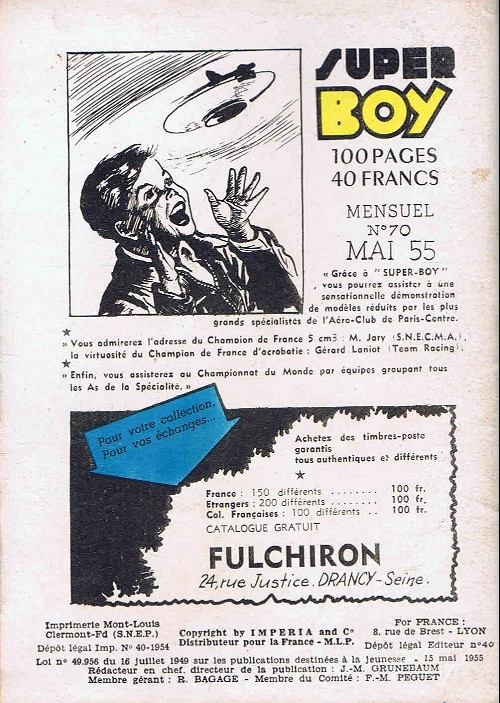 SUPER
BOY
100 PAGES
40 FRANCS
MENSUEL
N°70
MAI 55
« Grâce à "SUPER-BOY"
, vous pourrez assister à une
sensationnelle démonstration
de modèles réduits par les plus
grands spécialistes de l'Aéro-Club de Paris-Centre.
★
» Vous admirerez l'adresse du Champion de France 5 cm3 : M. Jary (S.N.E.C.M.A.),
la virtuosité du Champion de France d'acrobatie : Gérard Laniot (Team Racing).
★
» Enfin, vous assisterez au Championnat du Monde par équipes groupant tous
les As de la Spécialité. »
Pour votre collection,
Pour vos échanges...
Achetez des timbres-poste
garantis
tous authentiques et différents
★
France : 150 différents ........ 100 fr.
Etrangers : 200 différents ...... 100 fr.
Col. Françaises : 100 différents .. 100 fr.
CATALOGUE GRATUIT
FULCHIRON
24, rue Justice. DRANCY-Seine.
Imprimerie Mont-Louis
Clermont-Fd (S.N.E.P.)
Dépôt légal Imp. N° 40-1954
Copyright by IMPERIA and C°
Distributeur pour la France - M.L.P.
For FRANCE :
8, rue de Brest - LYON
Dépôt légal Editeur n°40
Loi n° 49.956 du 16 juillet 1949 sur les publications destinées à la jeunesse - 15 mai 1955
Rédacteur en chef, directeur de la publication : J.-M. GRUNEBAUM
Membre gérant : R. BAGAGE - Membre du Comité : F.-M. PEGUET